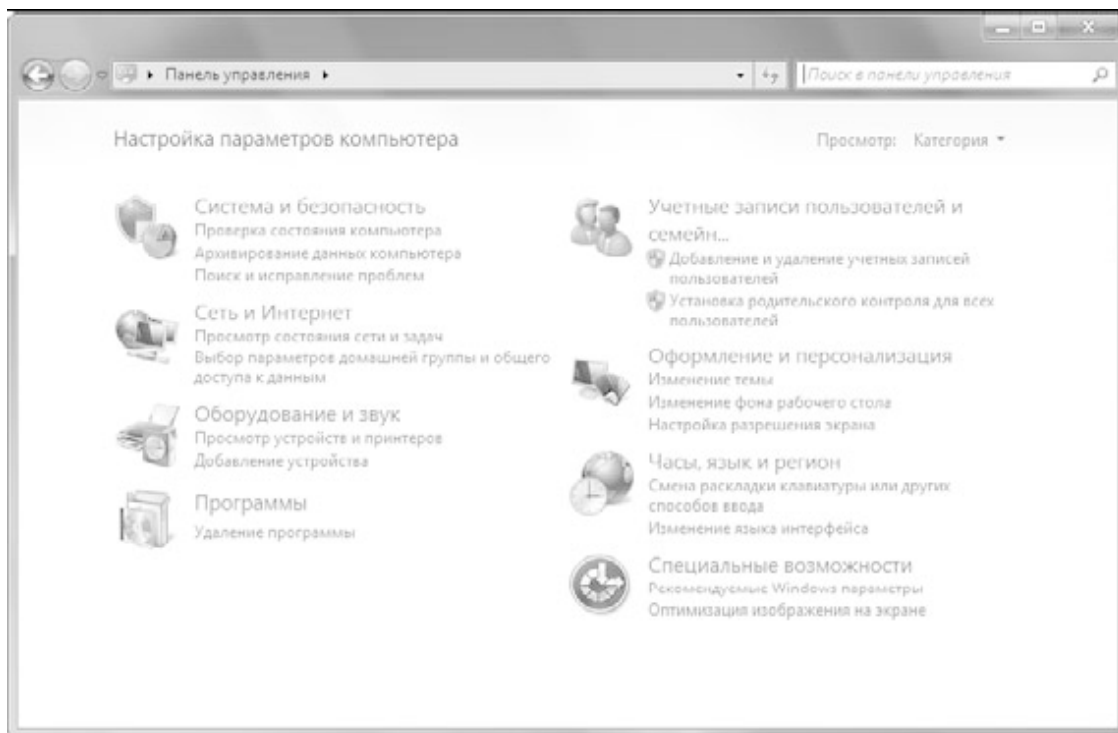 Панель управления
Поиск в панели управления
Настройка параметров компьютера
Просмотр: Категория
Система и безопасность
Проверка состояния компьютера
Архивирование данных компьютера
Поиск и исправление проблем
Сеть и Интернет
Просмотр состояния сети и задач
Выбор параметров домашней группы и общего
доступа к данным
Оборудование и звук
Просмотр устройств и принтеров
Добавление устройства
Программы
Удаление программы
Учетные записи пользователей и
семейн...
Добавление и удаление учетных записей
пользователей
Установка родительского контроля для всех
пользователей
Оформление и персонализация
Изменение темы
Изменение фона рабочего стола
Настройка разрешения экрана
Часы, язык и регион
Смена раскладки клавиатуры или других
способов ввода
Изменение языка интерфейса
Специальные возможности
Рекомендуемые Windows параметры
Оптимизация изображения на экране